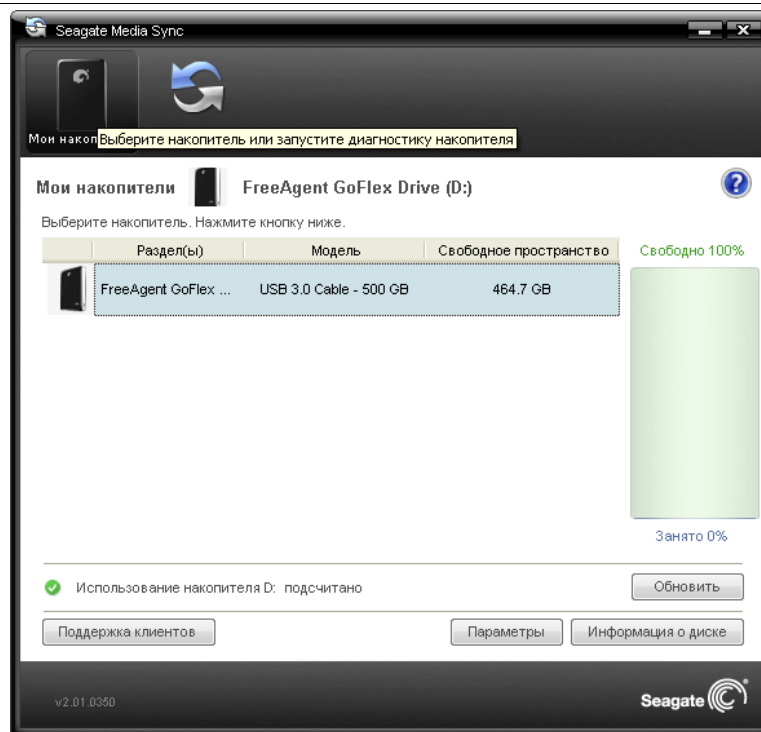 Seagate Media Sync
Мои накоп
Выберите накопитель или запустите диагностику накопителя
Мои накопители FreeAgent GoFlex Drive (D:)
?
Выберите накопитель. Нажмите кнопку ниже.
Раздел(ы) Модель Свободное пространство Свободно 100%
FreeAgent GoFlex ... USB 3.0 Cable - 500 GB 464.7 GB
Занято 0%
Использование накопителя D: подсчитано Обновить
Поддержка клиентов Параметры Информация о диске
v2.01.0350 Seagate